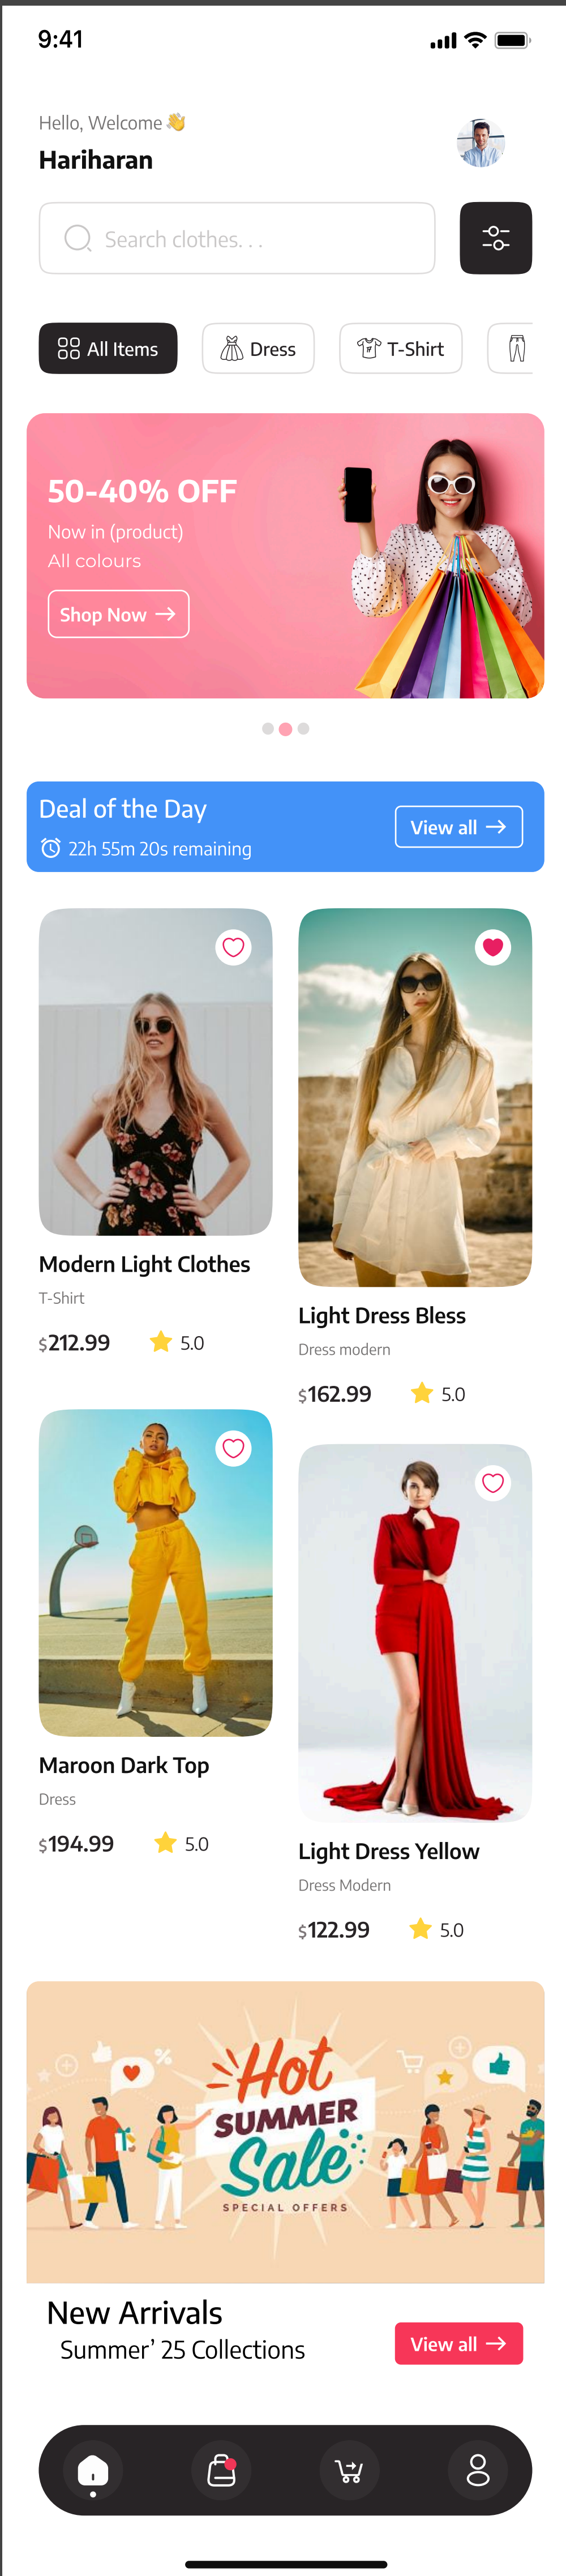 9:41
Hello, Welcome 👋
Hariharan
Search clothes. . .
All Items
Dress
T-Shirt
50-40% OFF
Now in (product)
All colours
Shop Now →
Deal of the Day
22h 55m 20s remaining
View all →
Modern Light Clothes
T-Shirt
$212.99
5.0
Light Dress Bless
Dress modern
$162.99
5.0
Maroon Dark Top
Dress
$194.99
5.0
Light Dress Yellow
Dress Modern
$122.99
5.0
Hot
SUMMER
Sale
SPECIAL OFFERS
%
New Arrivals
Summer’ 25 Collections
View all →